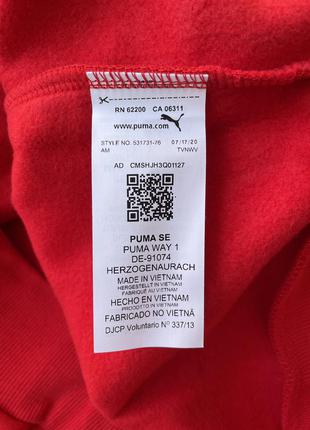 RN 62200 CA 06311
www.puma.com
STYLE NO. 531731-76 07/17/20
AM TVNWV
AD CMSHJH3Q01127
PUMA SE
PUMA WAY 1
DE-91074
HERZOGENAURACH
MADE IN VIETNAM
HERGESTELLT IN VIETNAM
FABRIQUÉ AU VIETNAM
HECHO EN VIETNAM
PRODOTTO IN VIETNAM
FABRICADO NO VIETNÃ
DJCP Voluntario N° 337/13